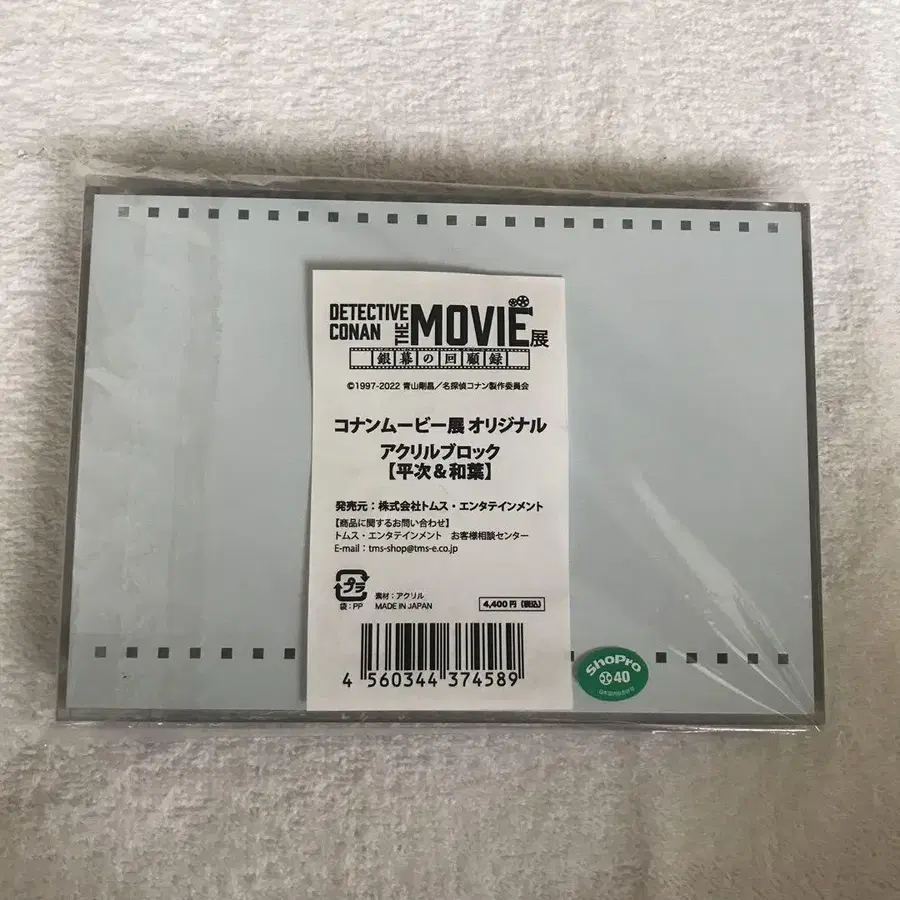 DETECTIVE
CONAN
THE MOVIE展
銀幕の回顧録
©1997-2022 青山剛昌／名探偵コナン製作委員会
コナンムービー展 オリジナル
アクリルブロック
【平次＆和葉】
発売元：株式会社トムス・エンタテインメント
【商品に関するお問い合わせ】
トムス・エンタテインメント　お客様相談センター
E-mail：tms-shop@tms-e.co.jp
プラ
袋：PP
素材：アクリル
MADE IN JAPAN
4,400円（税込）
4 560344 374589
ShoPro
40